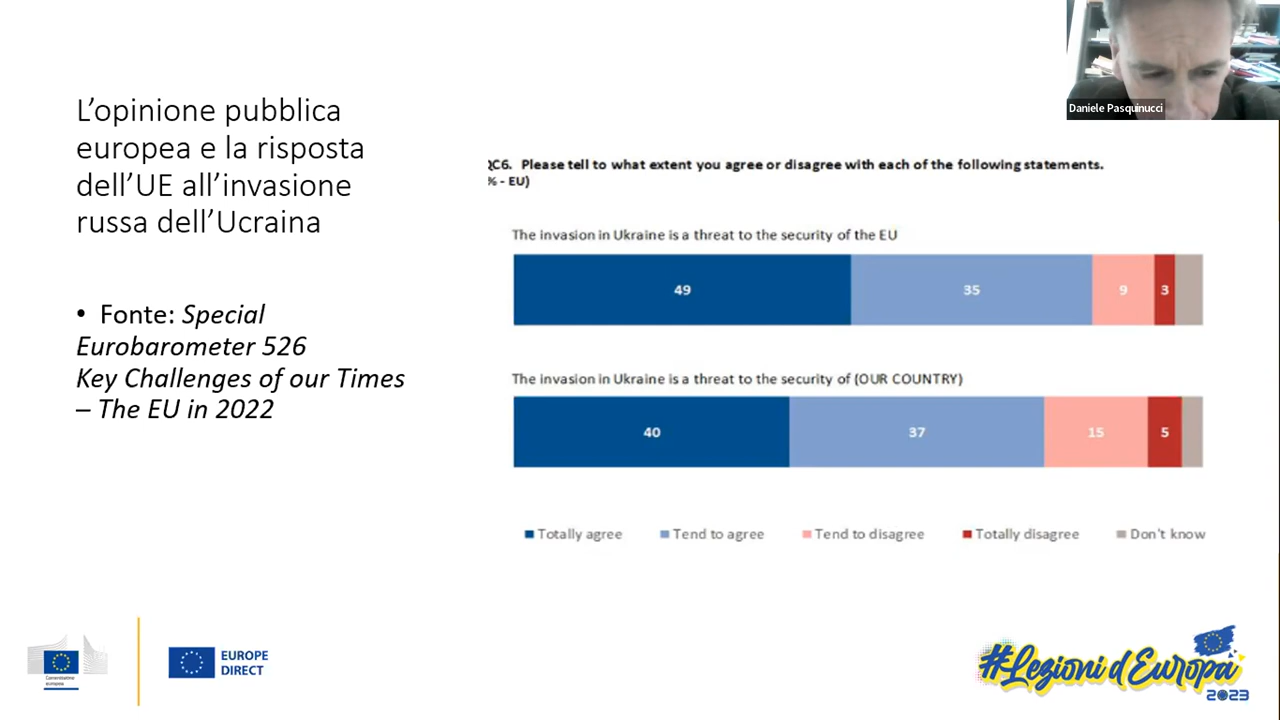 L'opinione pubblica
europea e la risposta
dell'UE all'invasione
russa dell'Ucraina
• Fonte: Special
Eurobarometer 526
Key Challenges of our Times
– The EU in 2022
Daniele Pasquinucci
QC6. Please tell to what extent you agree or disagree with each of the following statements.
% - EU)
The invasion in Ukraine is a threat to the security of the EU
49 35 9 3
The invasion in Ukraine is a threat to the security of (OUR COUNTRY)
40 37 15 5
Totally agree Tend to agree Tend to disagree Totally disagree Don't know
EUROPE
DIRECT
#Lezioni d'Europa
2023